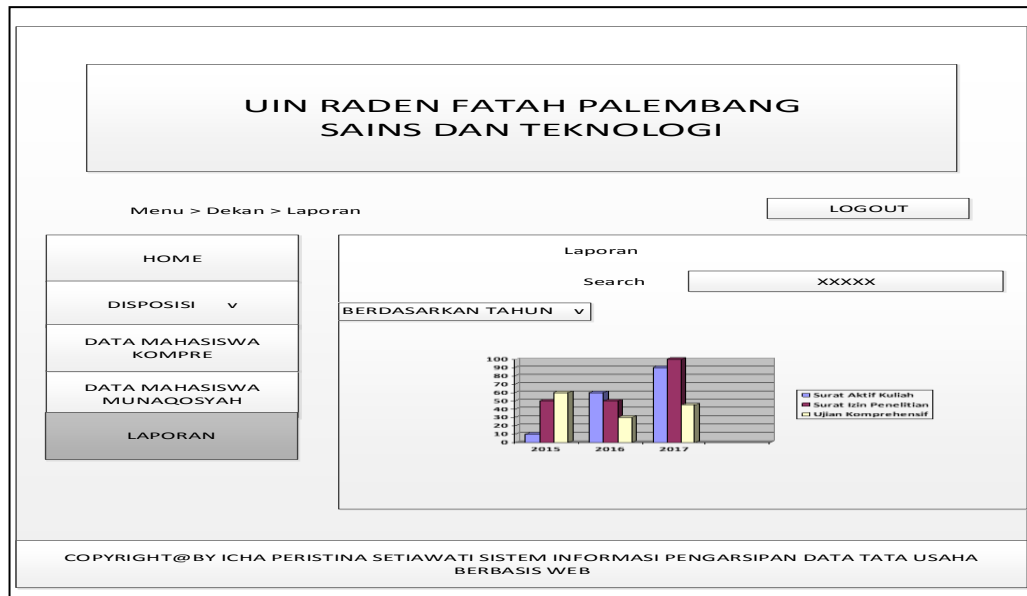 UIN RADEN FATAH PALEMBANG
SAINS DAN TEKNOLOGI
Menu > Dekan > Laporan
LOGOUT
HOME
DISPOSISI v
DATA MAHASISWA
KOMPRE
DATA MAHASISWA
MUNAQOSYAH
LAPORAN
Laporan
Search XXXXX
BERDASARKAN TAHUN v
100
90
80
70
60
50
40
30
20
10
0
2015 2016 2017
Surat Aktif Kuliah
Surat Izin Penelitian
Ujian Komprehensif
COPYRIGHT@BY ICHA PERISTINA SETIAWATI SISTEM INFORMASI PENGARSIPAN DATA TATA USAHA
BERBASIS WEB